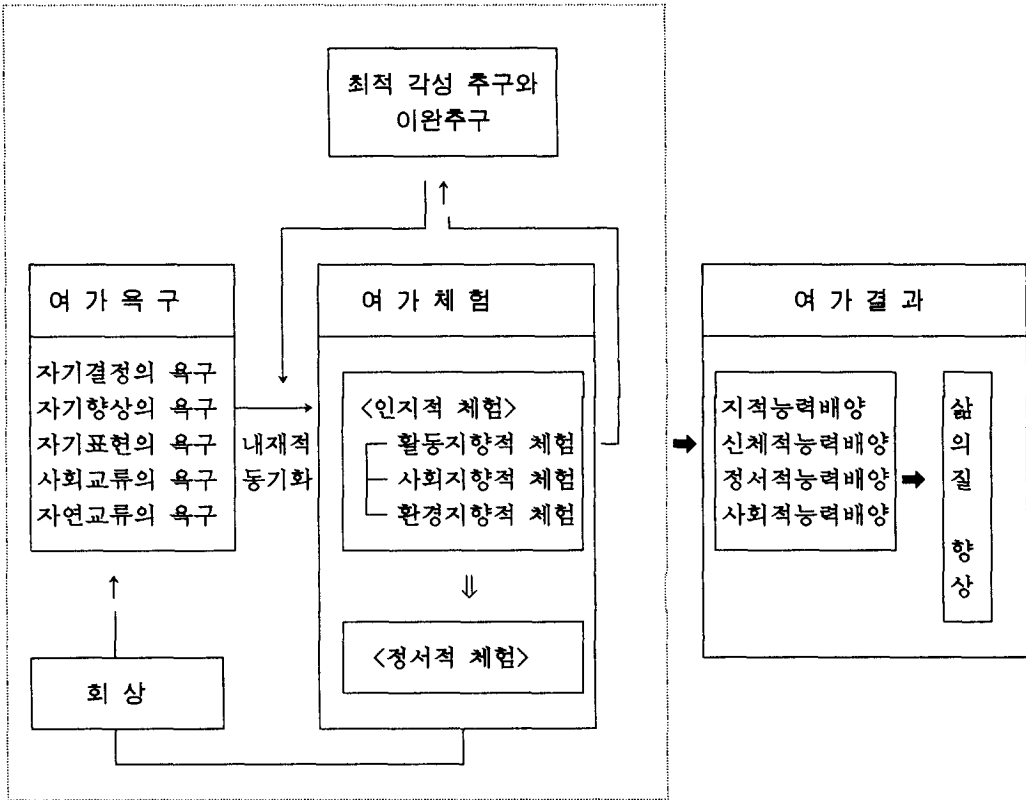 최적 각성 추구와
이완추구
여 가 욕 구
자기결정의 욕구
자기향상의 욕구
자기표현의 욕구
사회교류의 욕구
자연교류의 욕구
내재적
동기화
여 가 체 험
<인지적 체험>
활동지향적 체험
사회지향적 체험
환경지향적 체험
<정서적 체험>
회 상
여 가 결 과
지적능력배양
신체적능력배양
정서적능력배양
사회적능력배양
삶
의
질
향
상